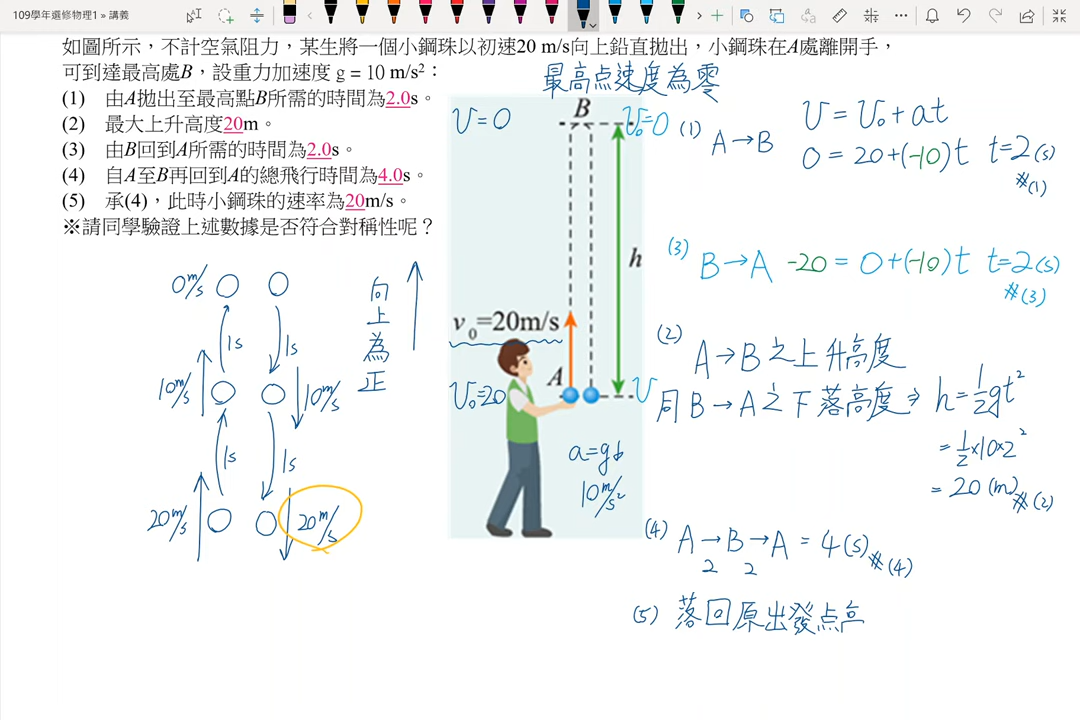 109學年選修物理1 » 講義
如圖所示，不計空氣阻力，某生將一個小鋼珠以初速20 m/s向上鉛直拋出，小鋼珠在A處離開手，
可到達最高處B，設重力加速度 g = 10 m/s²：
(1) 由A拋出至最高點B所需的時間為2.0s。
(2) 最大上升高度20m。
(3) 由B回到A所需的時間為2.0s。
(4) 自A至B再回到A的總飛行時間為4.0s。
(5) 承(4)，此時小鋼珠的速率為20m/s。
※請同學驗證上述數據是否符合對稱性呢？
最高点速度為零
V=0
B
V₀=0
h
v₀=20m/s
A
V₀=20
V
a=g↓
10 m/s²
0 m/s
1s
1s
10 m/s
10 m/s
1s
1s
20 m/s
20 m/s
向上為正
(1) A→B V=V₀+at
0=20+(-10)t t=2(s)
#(1)
(3) B→A -20=0+(-10)t t=2(s)
#(3)
(2) A→B之上升高度
同B→A之下落高度⇒ h=½gt²
=½×10×2²
=20(m) #(2)
(4) A→B→A=4(s) #(4)
2 2
(5) 落回原出發点